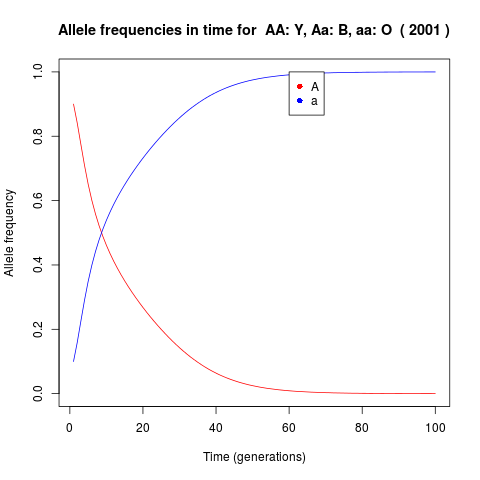 Allele frequencies in time for  AA: Y, Aa: B, aa: O  ( 2001 )
A
a
1.0
0.8
0.6
0.4
0.2
0.0
Allele frequency
0
20
40
60
80
100
Time (generations)